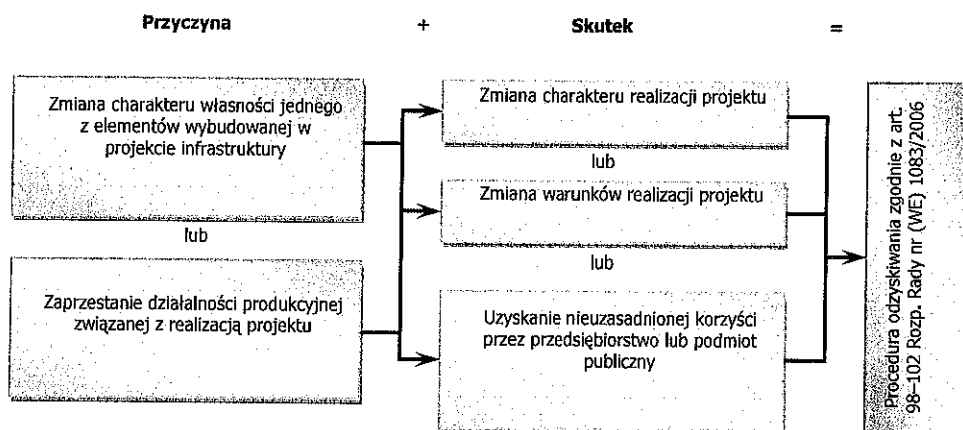 Przyczyna + Skutek =
Zmiana charakteru własności jednego
z elementów wybudowanej w
projekcie infrastruktury
lub
Zaprzestanie działalności produkcyjnej
związanej z realizacją projektu
Zmiana charakteru realizacji projektu
lub
Zmiana warunków realizacji projektu
lub
Uzyskanie nieuzasadnionej korzyści
przez przedsiębiorstwo lub podmiot
publiczny
Procedura odzyskiwania zgodnie z art.
98–102 Rozp. Rady nr (WE) 1083/2006